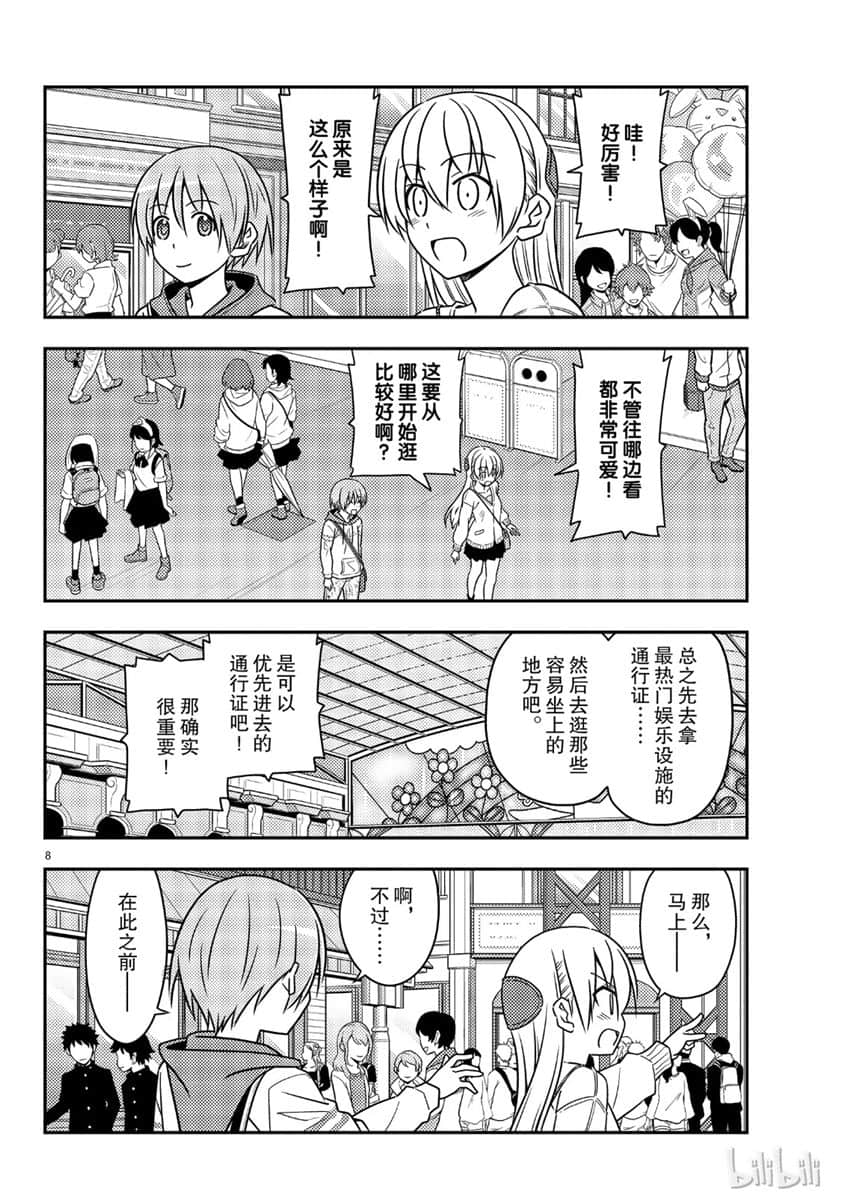 哇！
好厉害！
原来是
这么个样子啊！
不管往哪边看
都非常可爱！
这要从
哪里开始逛
比较好啊？
总之先去拿
最热门娱乐设施的
通行证……
然后去逛那些
容易坐上的
地方吧。
是可以
优先进去的
通行证吧！
那确实
很重要！
8
那么，
马上——
啊，
不过……
在此之前——
bilibili